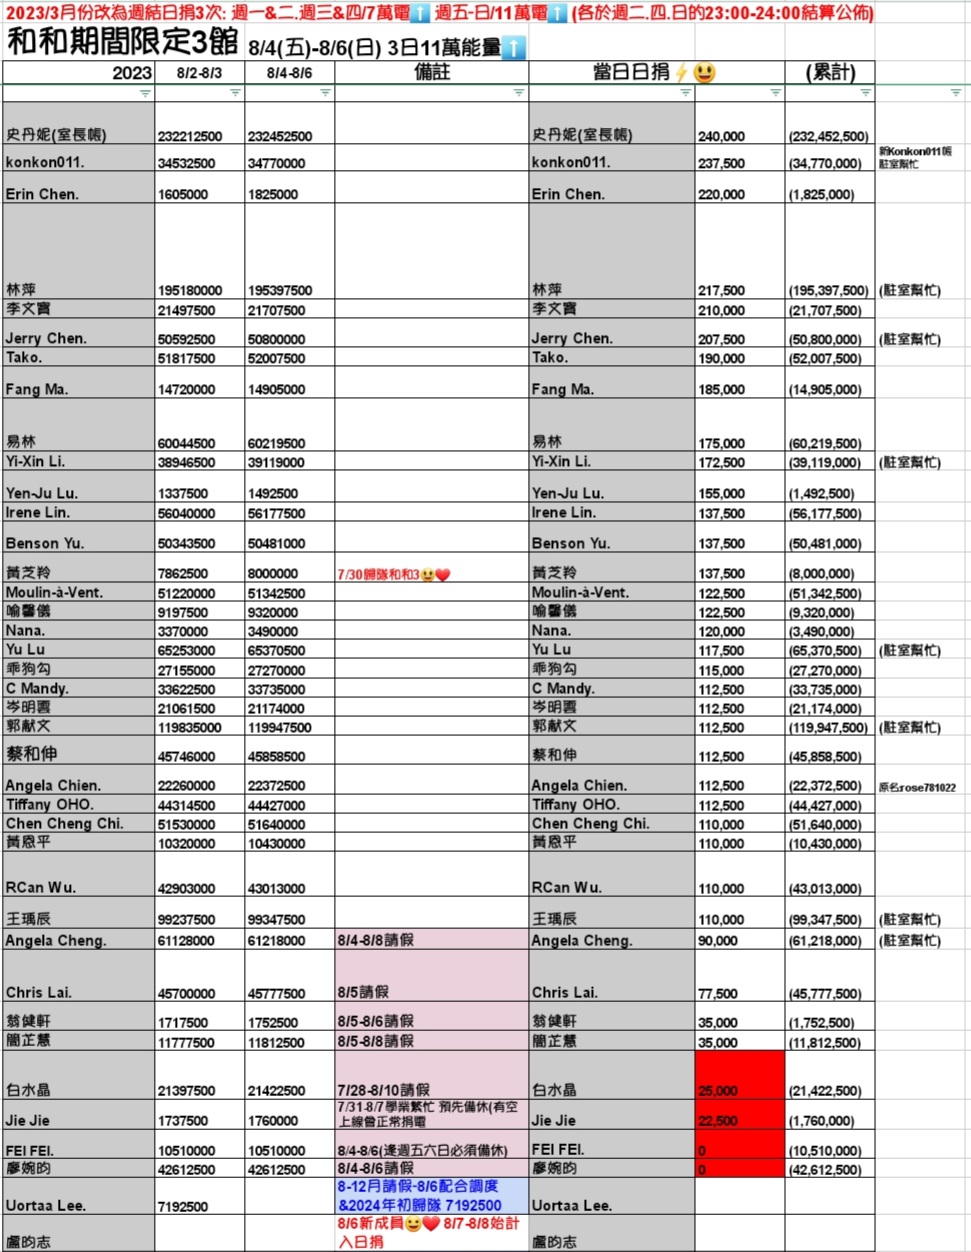 2023/3月份改為週結日捐3次: 週一&二.週三&四/7萬電⬆️ 週五-日/11萬電⬆️ (各於週二.四.日的23:00-24:00結算公佈)
和和期間限定3館 8/4(五)-8/6(日) 3日11萬能量⬆️
2023 8/2-8/3 8/4-8/6 備註 當日日捐⚡😃 (累計)
史丹妮(室長帳) 232212500 232452500 史丹妮(室長帳) 240,000 (232,452,500)
konkon011. 34532500 34770000 konkon011. 237,500 (34,770,000) 新Konkon011帳
駐室幫忙
Erin Chen. 1605000 1825000 Erin Chen. 220,000 (1,825,000)
林萍 195180000 195397500 林萍 217,500 (195,397,500) (駐室幫忙)
李文寶 21497500 21707500 李文寶 210,000 (21,707,500)
Jerry Chen. 50592500 50800000 Jerry Chen. 207,500 (50,800,000) (駐室幫忙)
Tako. 51817500 52007500 Tako. 190,000 (52,007,500)
Fang Ma. 14720000 14905000 Fang Ma. 185,000 (14,905,000)
易林 60044500 60219500 易林 175,000 (60,219,500)
Yi-Xin Li. 38946500 39119000 Yi-Xin Li. 172,500 (39,119,000) (駐室幫忙)
Yen-Ju Lu. 1337500 1492500 Yen-Ju Lu. 155,000 (1,492,500)
Irene Lin. 56040000 56177500 Irene Lin. 137,500 (56,177,500)
Benson Yu. 50343500 50481000 Benson Yu. 137,500 (50,481,000)
黃芝羚 7862500 8000000 7/30歸隊和和3😃❤️ 黃芝羚 137,500 (8,000,000)
Moulin-à-Vent. 51220000 51342500 Moulin-à-Vent. 122,500 (51,342,500)
喻馨儀 9197500 9320000 喻馨儀 122,500 (9,320,000)
Nana. 3370000 3490000 Nana. 120,000 (3,490,000)
Yu Lu 65253000 65370500 Yu Lu 117,500 (65,370,500) (駐室幫忙)
乖狗勾 27155000 27270000 乖狗勾 115,000 (27,270,000)
C Mandy. 33622500 33735000 C Mandy. 112,500 (33,735,000)
岑明雲 21061500 21174000 岑明雲 112,500 (21,174,000)
郭献文 119835000 119947500 郭献文 112,500 (119,947,500) (駐室幫忙)
蔡和伸 45746000 45858500 蔡和伸 112,500 (45,858,500)
Angela Chien. 22260000 22372500 Angela Chien. 112,500 (22,372,500) 原名:rose781022
Tiffany OHO. 44314500 44427000 Tiffany OHO. 112,500 (44,427,000)
Chen Cheng Chi. 51530000 51640000 Chen Cheng Chi. 110,000 (51,640,000)
黃恩平 10320000 10430000 黃恩平 110,000 (10,430,000)
RCan Wu. 42903000 43013000 RCan Wu. 110,000 (43,013,000)
王瑀辰 99237500 99347500 王瑀辰 110,000 (99,347,500) (駐室幫忙)
Angela Cheng. 61128000 61218000 8/4-8/8請假 Angela Cheng. 90,000 (61,218,000) (駐室幫忙)
Chris Lai. 45700000 45777500 8/5請假 Chris Lai. 77,500 (45,777,500)
翁健軒 1717500 1752500 8/5-8/6請假 翁健軒 35,000 (1,752,500)
簡芷慧 11777500 11812500 8/5-8/8請假 簡芷慧 35,000 (11,812,500)
白水晶 21397500 21422500 7/28-8/10請假 白水晶 25,000 (21,422,500)
Jie Jie 1737500 1760000 7/31-8/7學業繁忙 預先備休(有空
上線會正常捐電 Jie Jie 22,500 (1,760,000)
FEI FEI. 10510000 10510000 8/4-8/6(逢週五六日必須備休) FEI FEI. 0 (10,510,000)
廖婉昀 42612500 42612500 8/4-8/6請假 廖婉昀 0 (42,612,500)
Uortaa Lee. 7192500 8-12月請假-8/6配合調度
&2024年初歸隊 7192500 Uortaa Lee.
盧昀志 8/6新成員😀❤️ 8/7-8/8始計
入日捐 盧昀志